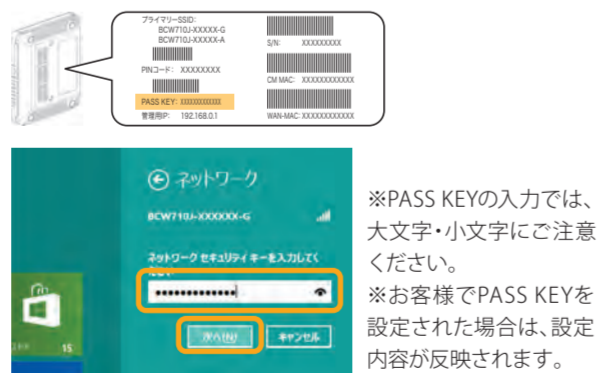 プライマリーSSID:
BCW710J-XXXXX-G
BCW710J-XXXXX-A
PINコード: XXXXXXXX
PASS KEY: XXXXXXXXXXXXX
管理用IP: 192.168.0.1
S/N: XXXXXXXXX
CM MAC: XXXXXXXXXXXX
WAN-MAC: XXXXXXXXXXXX
ネットワーク
BCW710J-XXXXXX-G
ネットワーク セキュリティ キーを入力してく
•••••••••••••
次へ(N)
キャンセル
15
※PASS KEYの入力では、
大文字・小文字にご注意
ください。
※お客様でPASS KEYを
設定された場合は、設定
内容が反映されます。